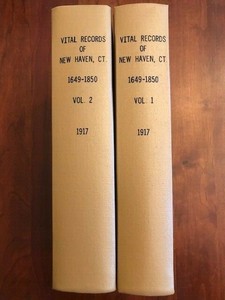 VITAL RECORDS
OF
NEW HAVEN, CT.
1649-1850
VOL. 2
1917
VITAL RECORDS
OF
NEW HAVEN, CT.
1649-1850
VOL. 1
1917